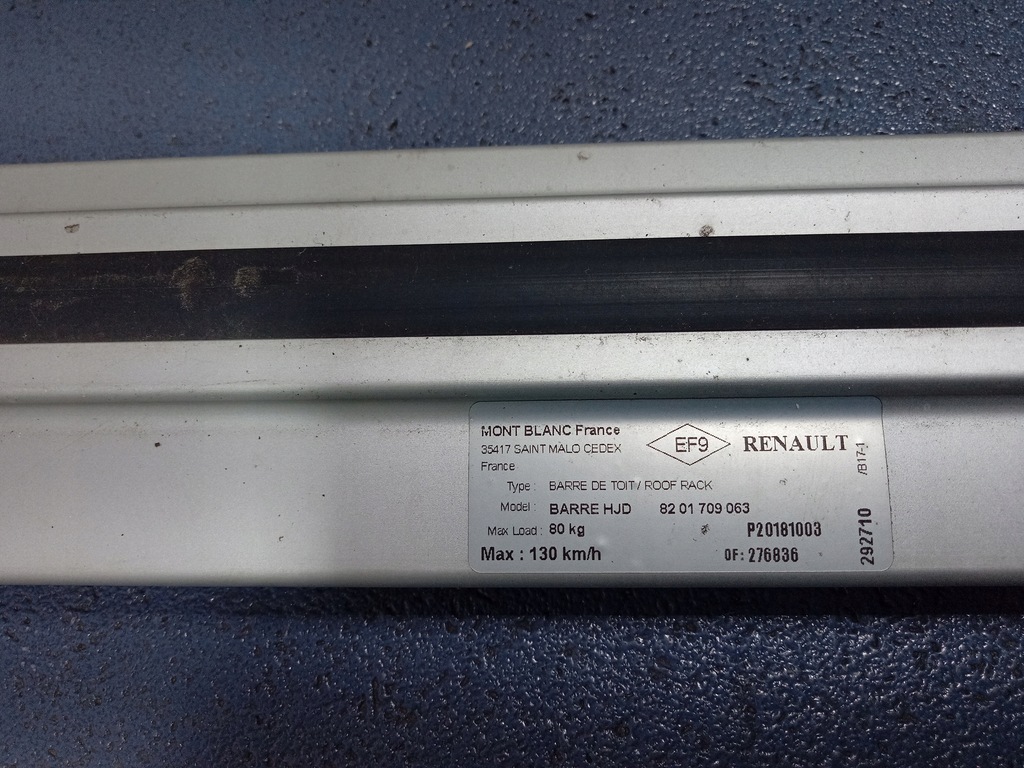 MONT BLANC France
35417 SAINT MALO CEDEX
France
EF9
RENAULT
Type : BARRE DE TOIT / ROOF RACK
Model : BARRE HJD 82 01 709 063
Max Load : 80 kg
P20181003
Max : 130 km/h
OF: 276836
292710
/B17-1